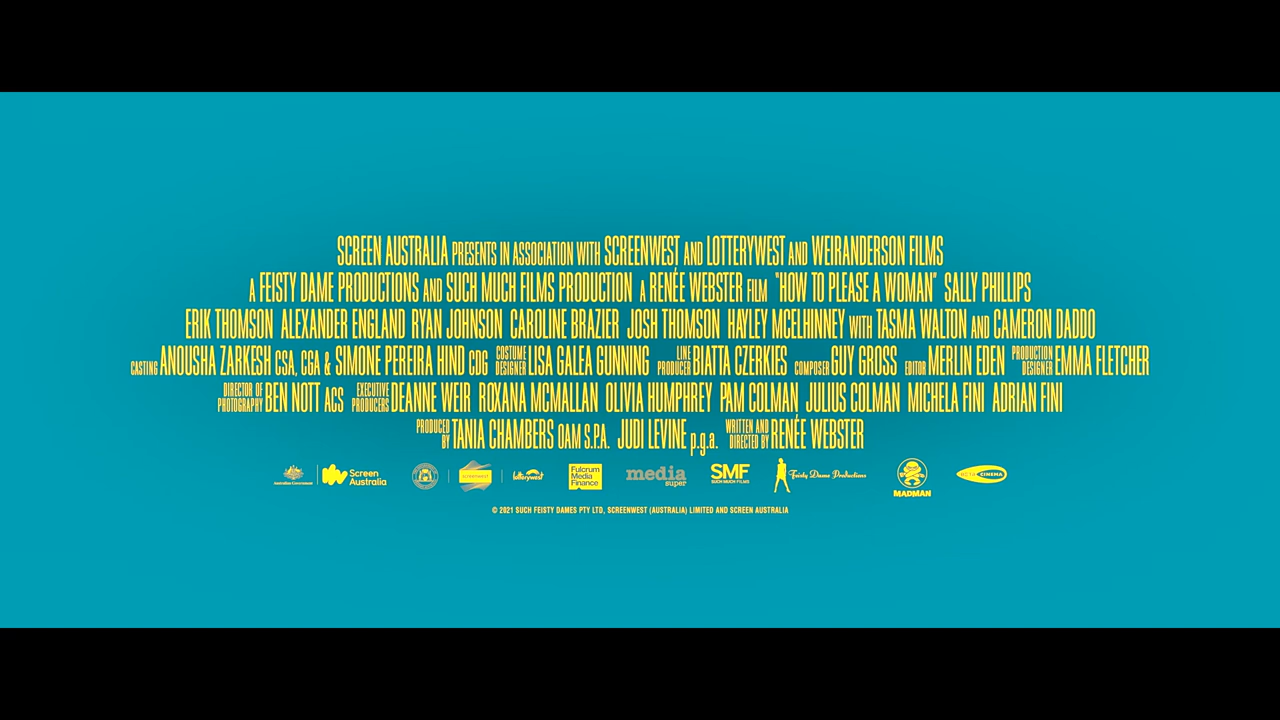 SCREEN AUSTRALIA PRESENTS IN ASSOCIATION WITH SCREENWEST AND LOTTERYWEST AND WEIRANDERSON FILMS
A FEISTY DAME PRODUCTIONS AND SUCH MUCH FILMS PRODUCTION A RENÉE WEBSTER FILM "HOW TO PLEASE A WOMAN" SALLY PHILLIPS
ERIK THOMSON ALEXANDER ENGLAND RYAN JOHNSON CAROLINE BRAZIER JOSH THOMSON HAYLEY MCELHINNEY WITH TASMA WALTON AND CAMERON DADDO
CASTING ANOUSHA ZARKESH CSA, CGA & SIMONE PEREIRA HIND CDG COSTUME DESIGNER LISA GALEA GUNNING LINE PRODUCER BIATTA CZERKIES COMPOSER GUY GROSS EDITOR MERLIN EDEN PRODUCTION DESIGNER EMMA FLETCHER
DIRECTOR OF PHOTOGRAPHY BEN NOTT ACS EXECUTIVE PRODUCERS DEANNE WEIR ROXANA MCMALLAN OLIVIA HUMPHREY PAM COLMAN JULIUS COLMAN MICHELA FINI ADRIAN FINI
PRODUCED BY TANIA CHAMBERS OAM S.P.A. JUDI LEVINE p.g.a. WRITTEN AND DIRECTED BY RENÉE WEBSTER
Australian Government Screen Australia SCREENWEST lotterywest Fulcrum Media Finance media super SMF SUCH MUCH FILMS Feisty Dame Productions MADMAN CINEMA
© 2021 SUCH FEISTY DAMES PTY LTD, SCREENWEST (AUSTRALIA) LIMITED AND SCREEN AUSTRALIA